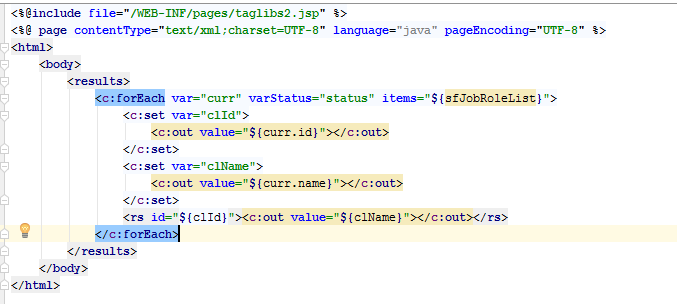 <%@include file="/WEB-INF/pages/taglibs2.jsp" %>
<%@ page contentType="text/xml;charset=UTF-8" language="java" pageEncoding="UTF-8" %>
<html>
<body>
<results>
<c:forEach var="curr" varStatus="status" items="${sfJobRoleList}">
<c:set var="clId">
<c:out value="${curr.id}"></c:out>
</c:set>
<c:set var="clName">
<c:out value="${curr.name}"></c:out>
</c:set>
<rs id="${clId}"><c:out value="${clName}"></c:out></rs>
</c:forEach>
</results>
</body>
</html>